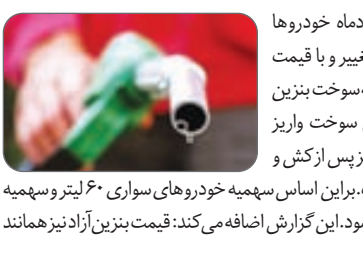 دماه خودروها
غییر و با قیمت
سوخت بنزین
سوخت واریز
ز پس از کش و
براین اساس سهمیه خودروهای سواری ۶۰ لیتر و سهمیه
ود. این گزارش اضافه می‌کند: قیمت بنزین آزاد نیز همانند